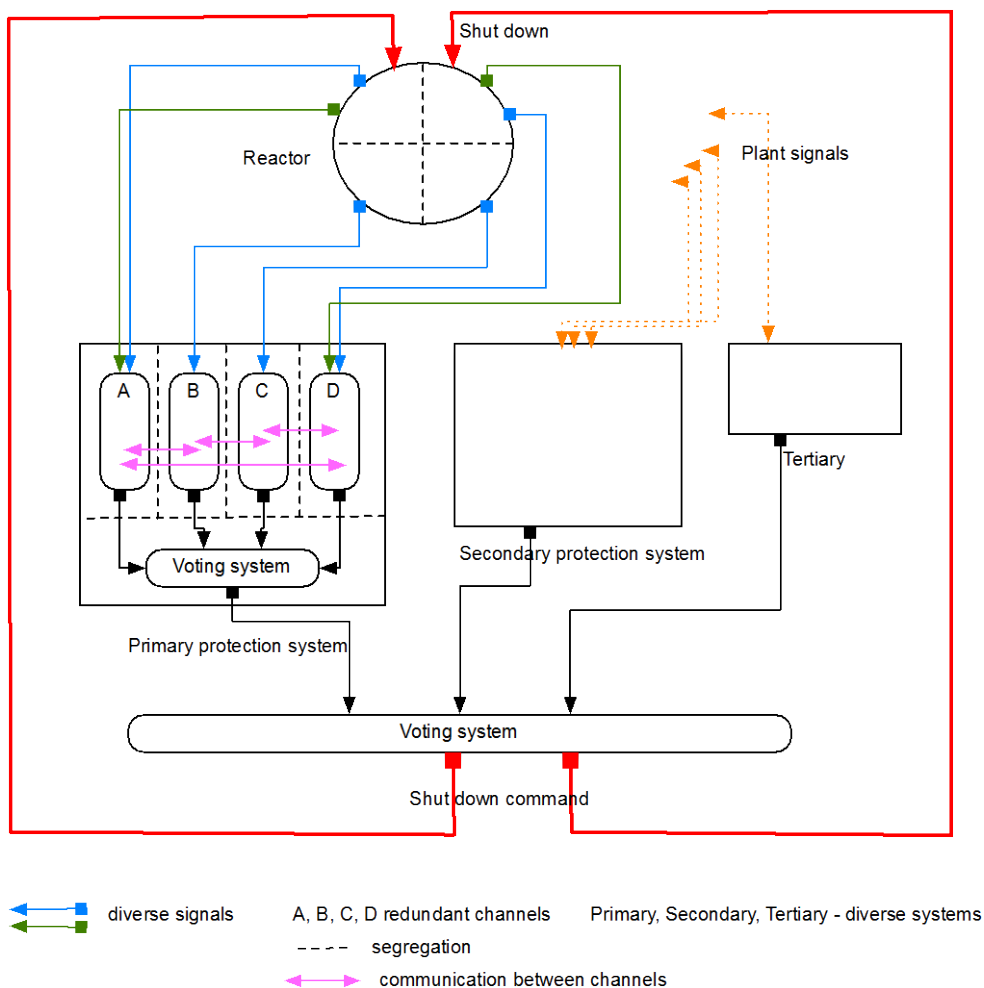 Shut down
Reactor
Plant signals
A
B
C
D
Tertiary
Secondary protection system
Voting system
Primary protection system
Voting system
Shut down command
diverse signals
A, B, C, D redundant channels
Primary, Secondary, Tertiary - diverse systems
segregation
communication between channels